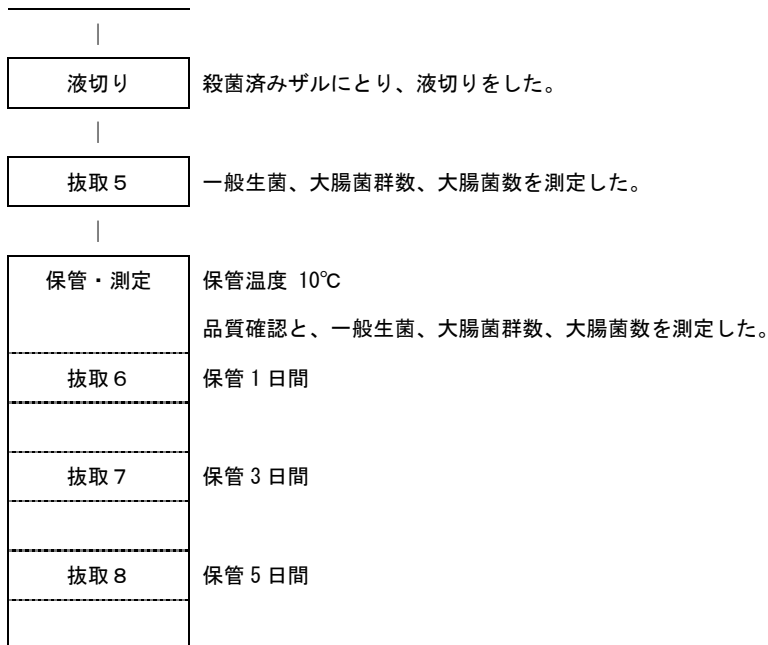 液切り 殺菌済みザルにとり、液切りをした。
抜取5 一般生菌、大腸菌群数、大腸菌数を測定した。
保管・測定 保管温度 10℃
品質確認と、一般生菌、大腸菌群数、大腸菌数を測定した。
抜取6 保管1日間
抜取7 保管3日間
抜取8 保管5日間